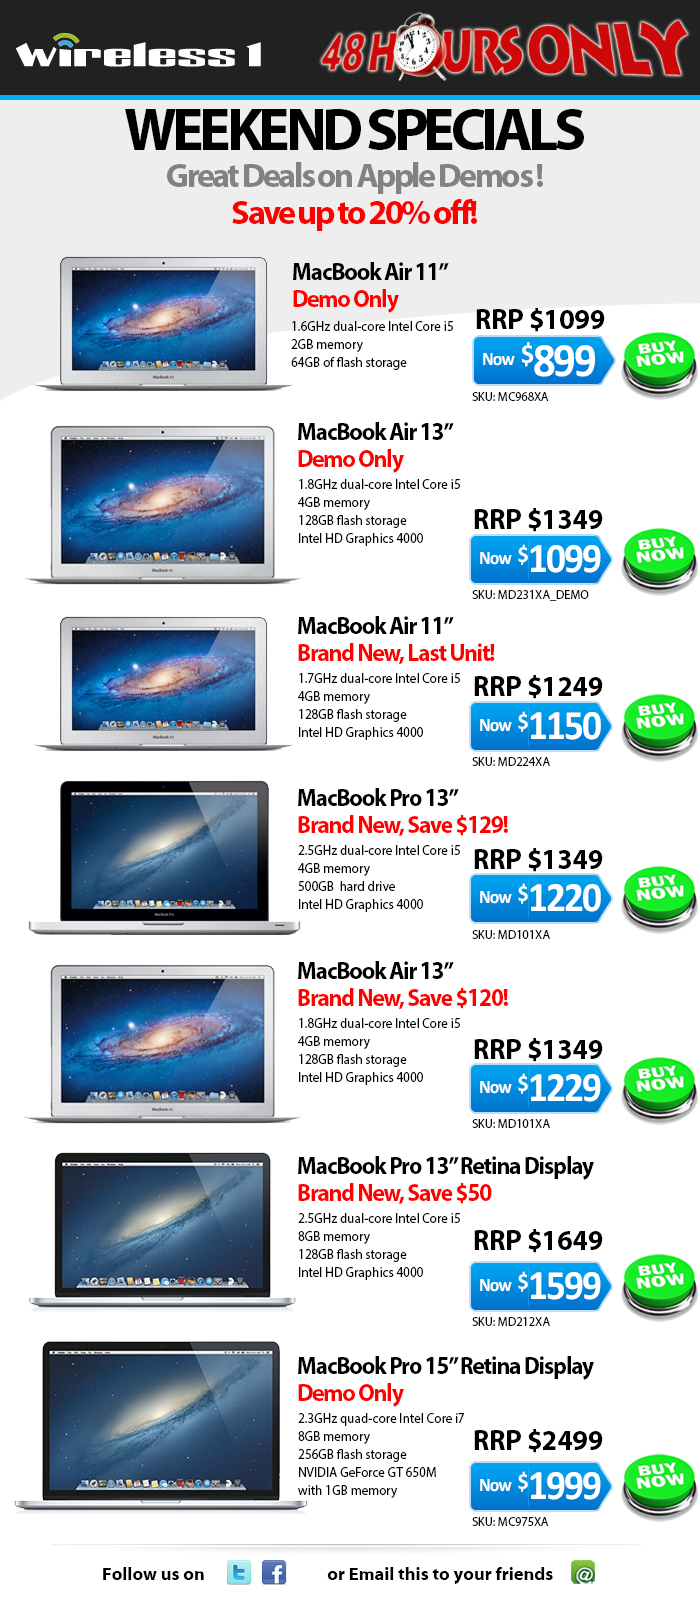 wireless 1
48 HOURS ONLY
WEEKEND SPECIALS
Great Deals on Apple Demos !
Save up to 20% off!
MacBook Air 11”
Demo Only
1.6GHz dual-core Intel Core i5
2GB memory
64GB of flash storage
RRP $1099
Now $899
BUY NOW
SKU: MC968XA
MacBook Air
MacBook Air 13”
Demo Only
1.8GHz dual-core Intel Core i5
4GB memory
128GB flash storage
Intel HD Graphics 4000
RRP $1349
Now $1099
BUY NOW
SKU: MD231XA_DEMO
MacBook Air
MacBook Air 11”
Brand New, Last Unit!
1.7GHz dual-core Intel Core i5
4GB memory
128GB flash storage
Intel HD Graphics 4000
RRP $1249
Now $1150
BUY NOW
SKU: MD224XA
MacBook Air
MacBook Pro 13”
Brand New, Save $129!
2.5GHz dual-core Intel Core i5
4GB memory
500GB hard drive
Intel HD Graphics 4000
RRP $1349
Now $1220
BUY NOW
SKU: MD101XA
MacBook Pro
MacBook Air 13”
Brand New, Save $120!
1.8GHz dual-core Intel Core i5
4GB memory
128GB flash storage
Intel HD Graphics 4000
RRP $1349
Now $1229
BUY NOW
SKU: MD101XA
MacBook Air
MacBook Pro 13” Retina Display
Brand New, Save $50
2.5GHz dual-core Intel Core i5
8GB memory
128GB flash storage
Intel HD Graphics 4000
RRP $1649
Now $1599
BUY NOW
SKU: MD212XA
MacBook Pro 15” Retina Display
Demo Only
2.3GHz quad-core Intel Core i7
8GB memory
256GB flash storage
NVIDIA GeForce GT 650M
with 1GB memory
RRP $2499
Now $1999
BUY NOW
SKU: MC975XA
Follow us on
or Email this to your friends